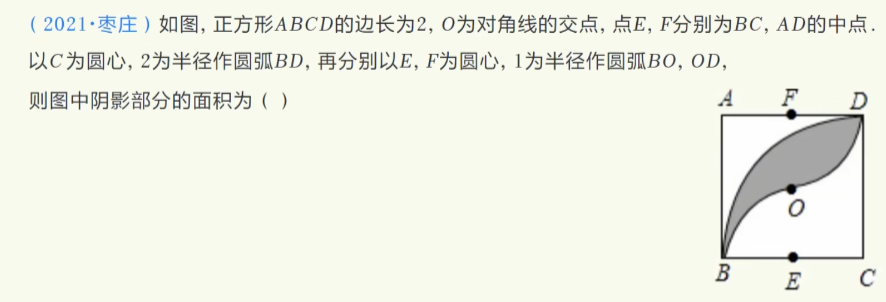 （2021·枣庄）如图，正方形ABCD的边长为2，O为对角线的交点，点E，F分别为BC，AD的中点．
以C为圆心，2为半径作圆弧BD，再分别以E，F为圆心，1为半径作圆弧BO，OD，
则图中阴影部分的面积为（ ）
A F D
O
B E C